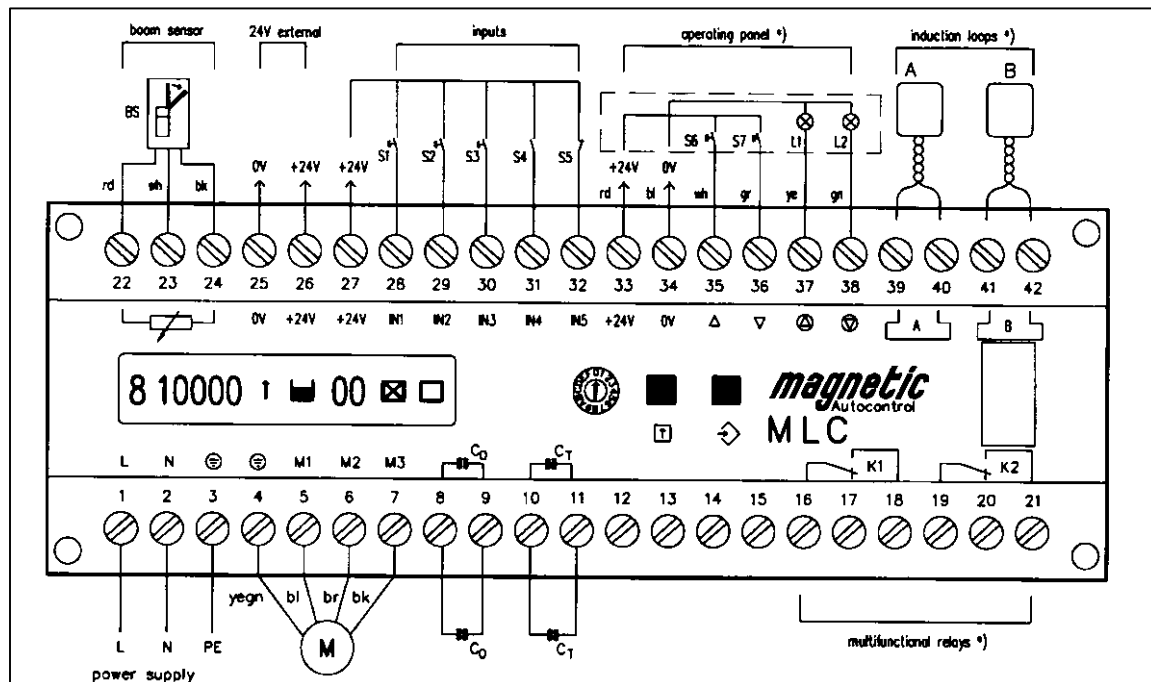 boom sensor 24V external inputs operating panel *) induction loops *)
A B
BS S1 S2 S3 S4 S5 S6 S7 L1 L2
0V +24V +24V +24V 0V
rd wh bk rd bl wh gr ye gn
22 23 24 25 26 27 28 29 30 31 32 33 34 35 36 37 38 39 40 41 42
0V +24V +24V IN1 IN2 IN3 IN4 IN5 +24V 0V A B
8 10000 ↑ 00
magnetic
Autocontrol
MLC
L N M1 M2 M3 CO CT K1 K2
1 2 3 4 5 6 7 8 9 10 11 12 13 14 15 16 17 18 19 20 21
yegn bl br bk
M
L N PE CO CT
multifunctional relays *)
power supply